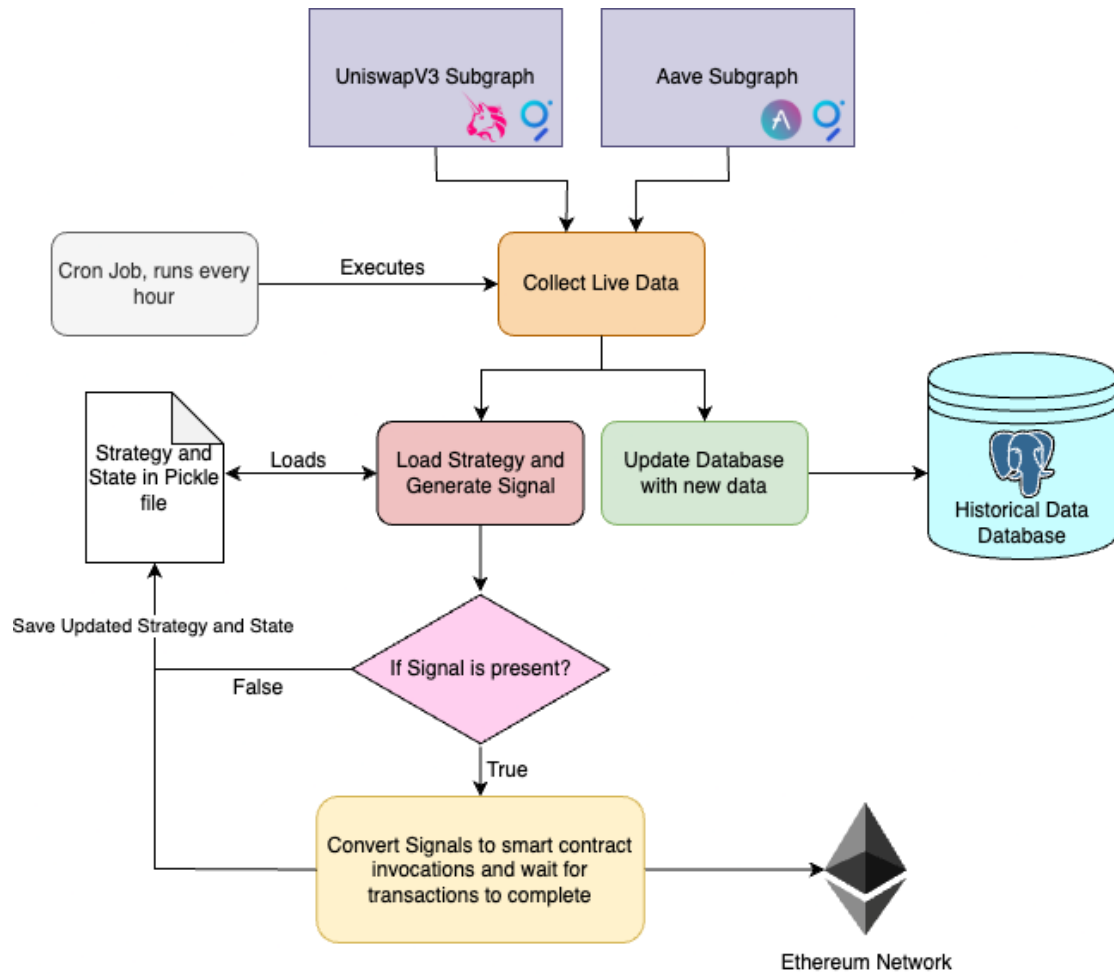 UniswapV3 Subgraph
Aave Subgraph
Cron Job, runs every
hour
Executes
Collect Live Data
Strategy and
State in Pickle
file
Loads
Load Strategy and
Generate Signal
Update Database
with new data
Historical Data
Database
Save Updated Strategy and State
If Signal is present?
False
True
Convert Signals to smart contract
invocations and wait for
transactions to complete
Ethereum Network